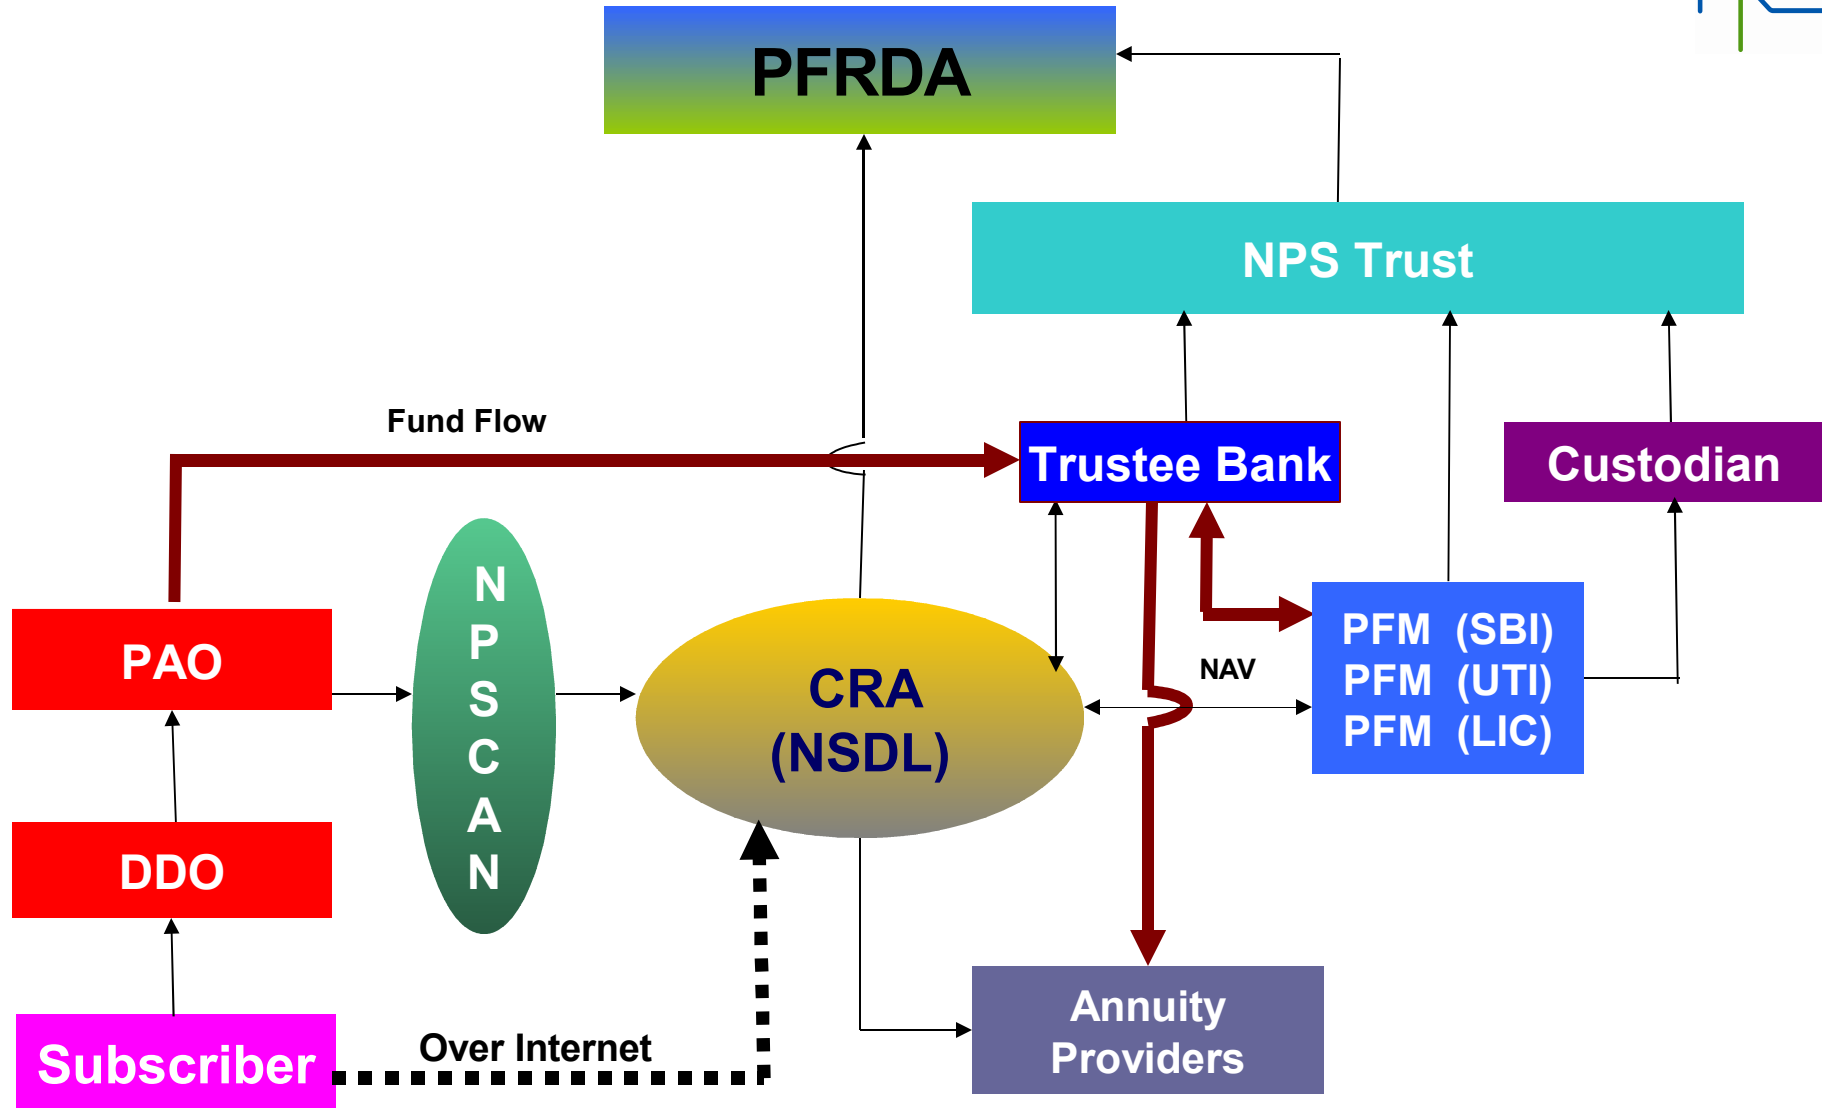 PFRDA
NPS Trust
Fund Flow
Trustee Bank
Custodian
N
P
S
C
A
N
PAO
CRA
(NSDL)
NAV
PFM (SBI)
PFM (UTI)
PFM (LIC)
DDO
Annuity
Providers
Over Internet
Subscriber